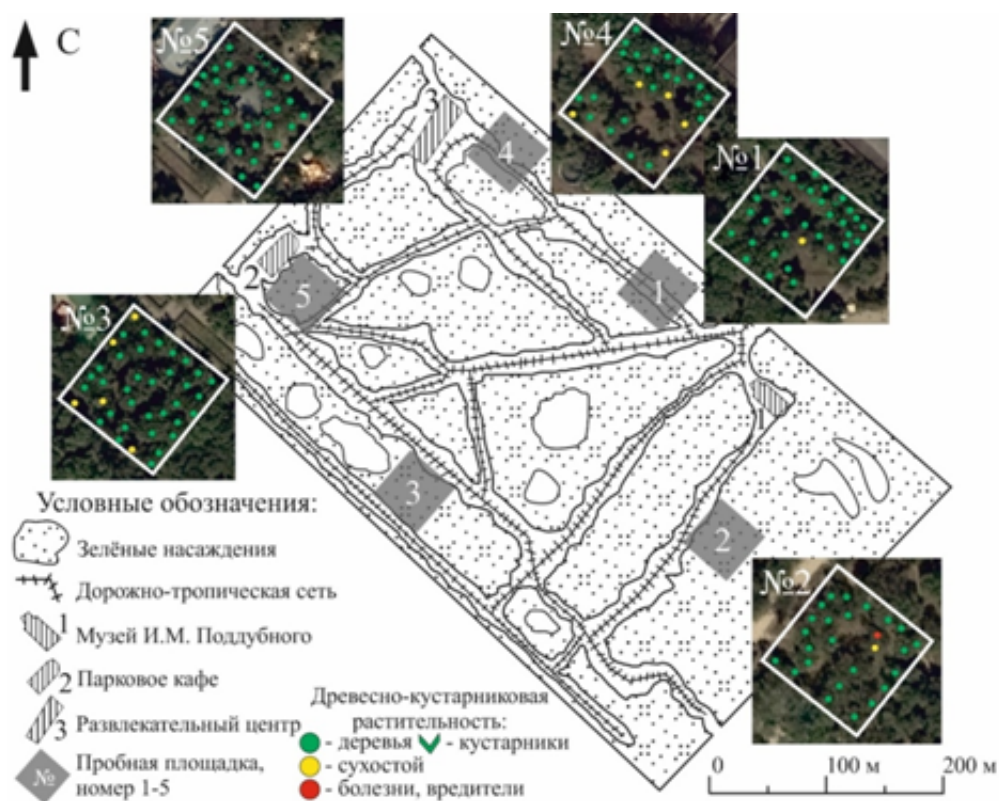 С
№5
№4
№1
№3
№2
3
4
2
5
1
1
3
2
Условные обозначения:
Зелёные насаждения
Дорожно-тропическая сеть
1 Музей И.М. Поддубного
2 Парковое кафе
3 Развлекательный центр
№ Пробная площадка,
номер 1-5
Древесно-кустарниковая
растительность:
- деревья - кустарники
- сухостой
- болезни, вредители
0 100 м 200 м